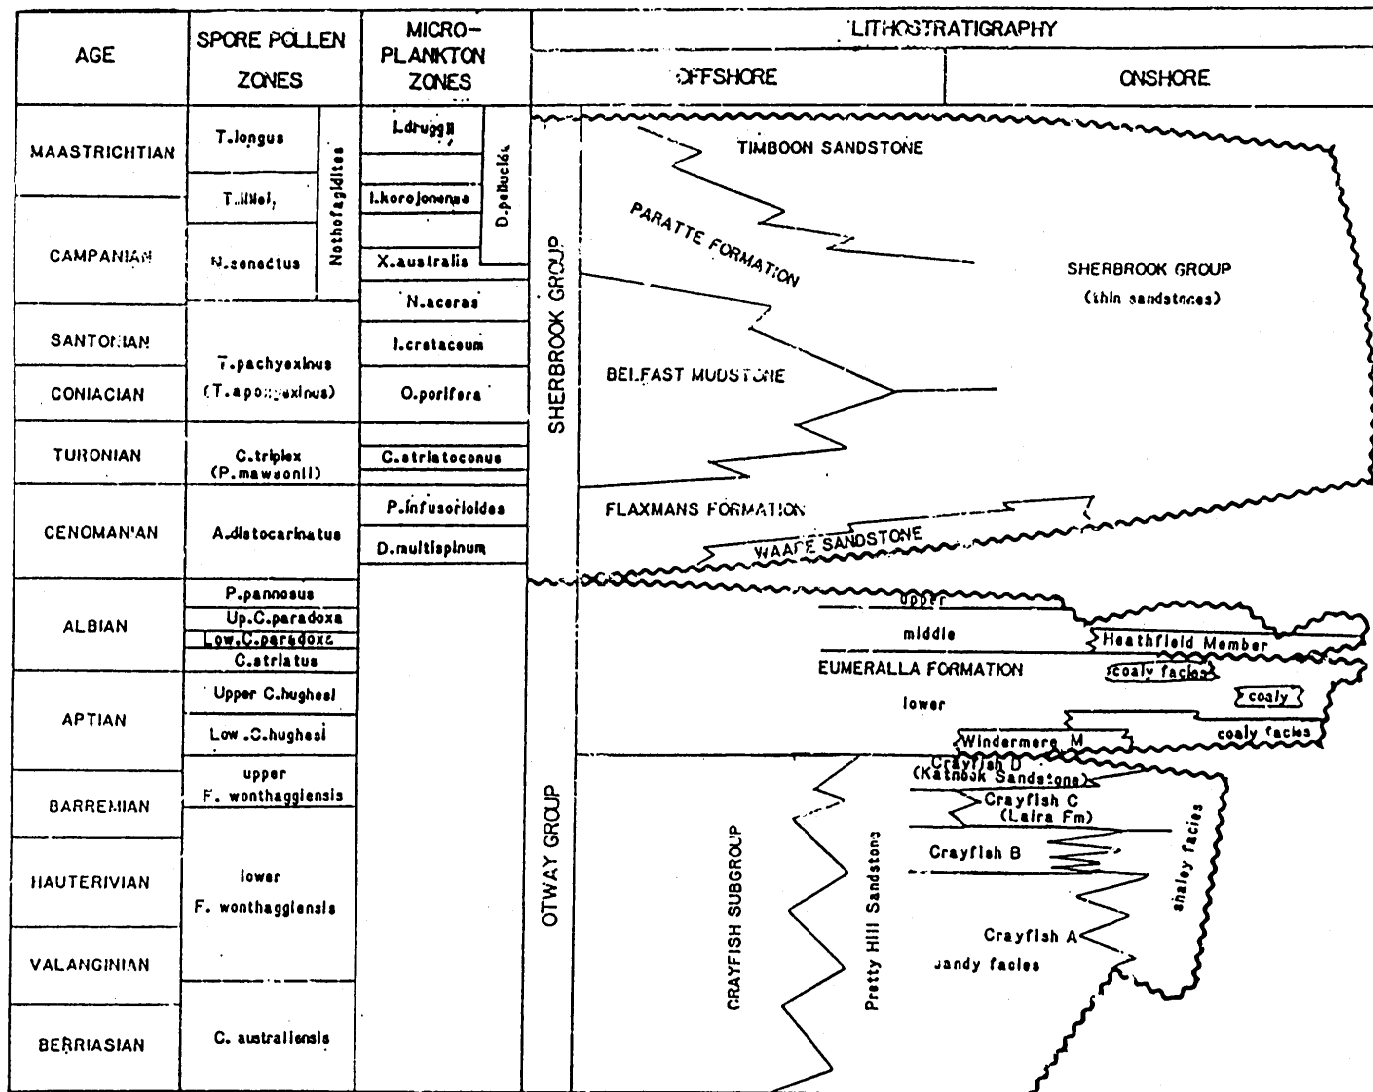 AGE
SPORE POLLEN
ZONES
MICRO-
PLANKTON
ZONES
LITHOSTRATIGRAPHY
OFFSHORE
ONSHORE
MAASTRICHTIAN
CAMPANIAN
SANTONIAN
CONIACIAN
TURONIAN
CENOMANIAN
ALBIAN
APTIAN
BARREMIAN
HAUTERIVIAN
VALANGINIAN
BERRIASIAN
T.longus
N.senectus
Nothofagidites
T.pachyexinus
C.triplex
(P.mawsonii)
A.distocarinatus
P.pannosus
Up.C.paradoxa
Low.C.paradoxa
C.striatus
Upper C.hughesi
Low.C.hughesi
upper
F. wonthaggiensis
lower
F. wonthaggiensis
C. australiensis
I.druggii
I.korojonense
D.pellucida
X.australis
N.aceras
I.cretaceum
O.porifera
C.striatoconus
P.infusorioides
D.multispinum
SHERBROOK GROUP
OTWAY GROUP
TIMBOON SANDSTONE
PARATTE FORMATION
SHERBROOK GROUP
(thin sandstones)
BELFAST MUDSTONE
FLAXMANS FORMATION
WAARE SANDSTONE
upper
middle
Heathfield Member
EUMERALLA FORMATION
coaly facies
coaly
lower
coaly facies
Windermere M
Crayfish D
(Katnook Sandstone)
Crayfish C
(Laira Fm)
Crayfish B
Crayfish A
sandy facies
shaley facies
CRAYFISH SUBGROUP
Pretty Hill Sandstone